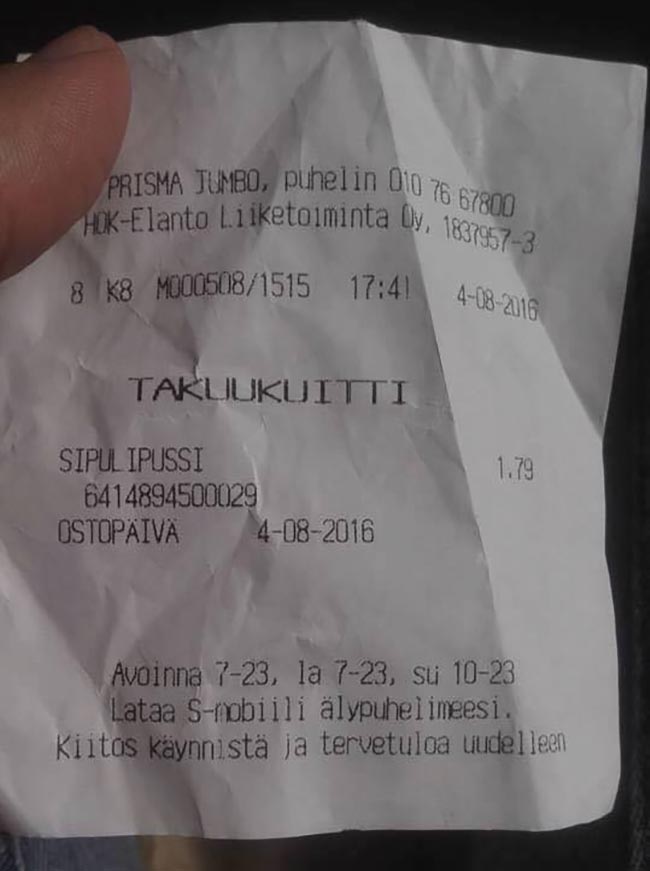 PRISMA JUMBO, puhelin 010 76 67800
HOK-Elanto Liiketoiminta Oy, 1837957-3
8 K8 M000508/1515 17:41 4-08-2016
TAKUUKUITTI
SIPULIPUSSI 1.79
6414894500029
OSTOPÄIVÄ 4-08-2016
Avoinna 7-23, la 7-23, su 10-23
Lataa S-mobiili älypuhelimeesi.
Kiitos käynnistä ja tervetuloa uudelleen